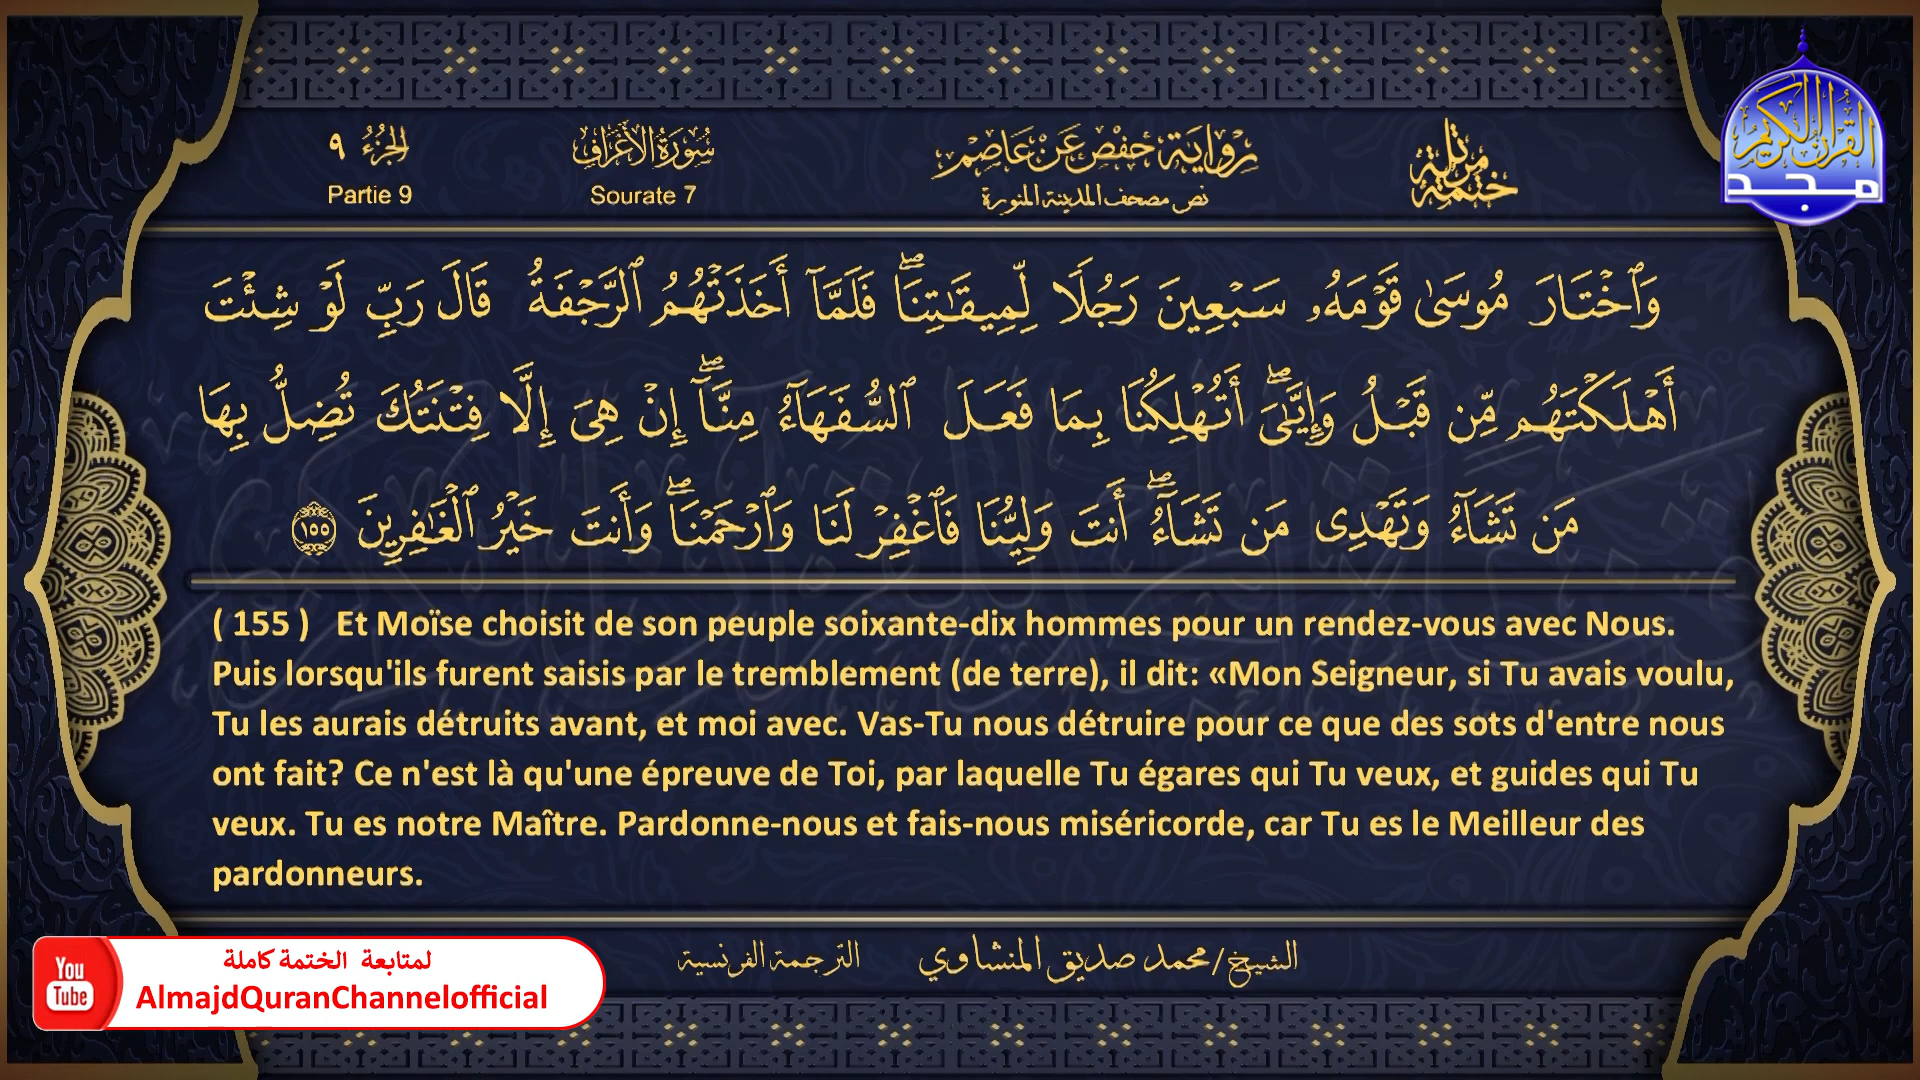 الجزء ٩
Partie 9
سورة الأعراف
Sourate 7
رواية حفص عن عاصم
نص مصحف المدينة المنورة
ختمة مرتلة
القرآن الكريم
مجد
وَٱخْتَارَ مُوسَىٰ قَوْمَهُۥ سَبْعِينَ رَجُلًا لِّمِيقَٰتِنَا ۖ فَلَمَّآ أَخَذَتْهُمُ ٱلرَّجْفَةُ قَالَ رَبِّ لَوْ شِئْتَ
أَهْلَكْتَهُم مِّن قَبْلُ وَإِيَّٰىَ ۖ أَتُهْلِكُنَا بِمَا فَعَلَ ٱلسُّفَهَآءُ مِنَّآ ۖ إِنْ هِىَ إِلَّا فِتْنَتُكَ تُضِلُّ بِهَا
مَن تَشَآءُ وَتَهْدِى مَن تَشَآءُ ۖ أَنتَ وَلِيُّنَا فَٱغْفِرْ لَنَا وَٱرْحَمْنَا ۖ وَأَنتَ خَيْرُ ٱلْغَٰفِرِينَ ١٥٥
( 155 ) Et Moïse choisit de son peuple soixante-dix hommes pour un rendez-vous avec Nous.
Puis lorsqu'ils furent saisis par le tremblement (de terre), il dit: «Mon Seigneur, si Tu avais voulu,
Tu les aurais détruits avant, et moi avec. Vas-Tu nous détruire pour ce que des sots d'entre nous
ont fait? Ce n'est là qu'une épreuve de Toi, par laquelle Tu égares qui Tu veux, et guides qui Tu
veux. Tu es notre Maître. Pardonne-nous et fais-nous miséricorde, car Tu es le Meilleur des
pardonneurs.
الشيخ/محمد صديق المنشاوي
الترجمة الفرنسية
You
Tube
لمتابعة الختمة كاملة
AlmajdQuranChannelofficial